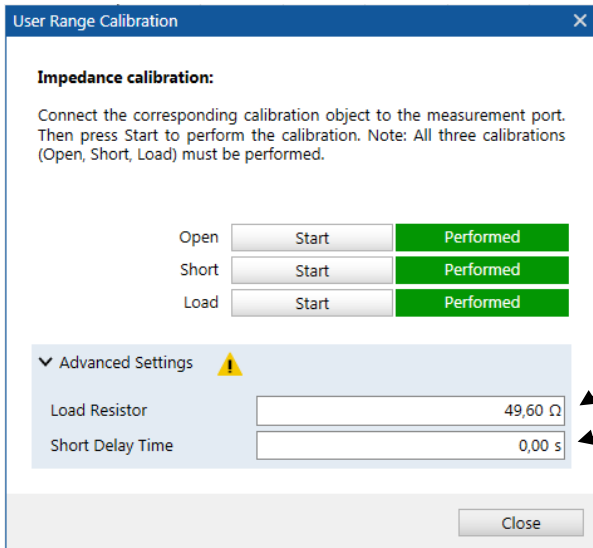 User Range Calibration
Impedance calibration:
Connect the corresponding calibration object to the measurement port.
Then press Start to perform the calibration. Note: All three calibrations
(Open, Short, Load) must be performed.
Open Start Performed
Short Start Performed
Load Start Performed
Advanced Settings
Load Resistor 49,60 Ω
Short Delay Time 0,00 s
Close